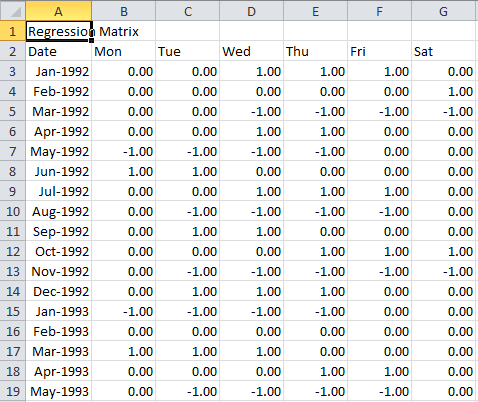 A B C D E F G
1 Regression Matrix
2 Date Mon Tue Wed Thu Fri Sat
3 Jan-1992 0.00 0.00 1.00 1.00 1.00 0.00
4 Feb-1992 0.00 0.00 0.00 0.00 0.00 1.00
5 Mar-1992 0.00 0.00 -1.00 -1.00 -1.00 -1.00
6 Apr-1992 0.00 0.00 1.00 1.00 0.00 0.00
7 May-1992 -1.00 -1.00 -1.00 -1.00 0.00 0.00
8 Jun-1992 1.00 1.00 0.00 0.00 0.00 0.00
9 Jul-1992 0.00 0.00 1.00 1.00 1.00 0.00
10 Aug-1992 0.00 -1.00 -1.00 -1.00 -1.00 0.00
11 Sep-1992 0.00 1.00 1.00 0.00 0.00 0.00
12 Oct-1992 0.00 0.00 0.00 1.00 1.00 1.00
13 Nov-1992 0.00 -1.00 -1.00 -1.00 -1.00 -1.00
14 Dec-1992 0.00 1.00 1.00 1.00 0.00 0.00
15 Jan-1993 -1.00 -1.00 -1.00 -1.00 0.00 0.00
16 Feb-1993 0.00 0.00 0.00 0.00 0.00 0.00
17 Mar-1993 1.00 1.00 1.00 0.00 0.00 0.00
18 Apr-1993 0.00 0.00 0.00 1.00 1.00 0.00
19 May-1993 0.00 -1.00 -1.00 -1.00 -1.00 0.00